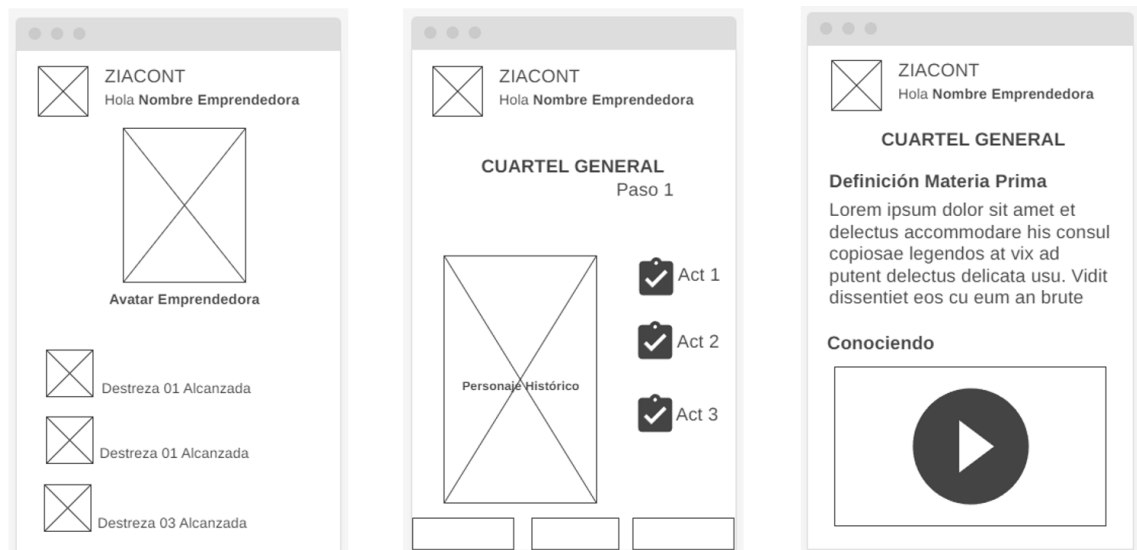 ZIACONT
Hola Nombre Emprendedora
Avatar Emprendedora
Destreza 01 Alcanzada
Destreza 01 Alcanzada
Destreza 03 Alcanzada
ZIACONT
Hola Nombre Emprendedora
CUARTEL GENERAL
Paso 1
Personaje Histórico
Act 1
Act 2
Act 3
ZIACONT
Hola Nombre Emprendedora
CUARTEL GENERAL
Definición Materia Prima
Lorem ipsum dolor sit amet et
delectus accommodare his consul
copiosae legendos at vix ad
putent delectus delicata usu. Vidit
dissentiet eos cu eum an brute
Conociendo